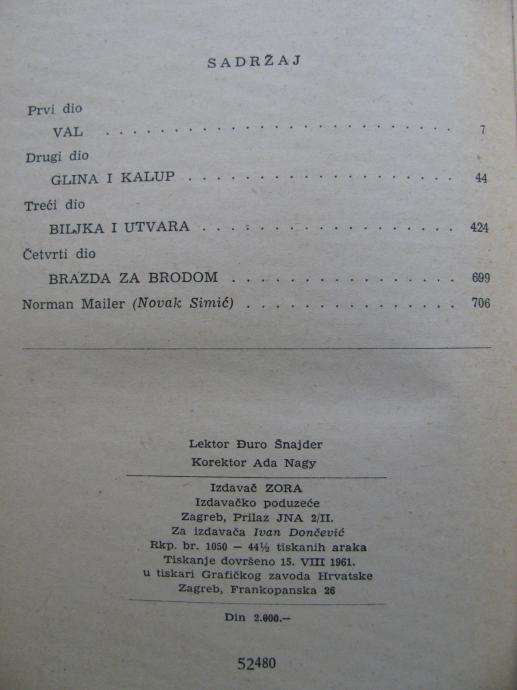 SADRŽAJ
Prvi dio
VAL . . . . . . . . . . . . . . . . . . . . . . 7
Drugi dio
GLINA I KALUP . . . . . . . . . . . . . . . . . 44
Treći dio
BILJKA I UTVARA . . . . . . . . . . . . . . . . 424
Četvrti dio
BRAZDA ZA BRODOM . . . . . . . . . . . . . . 699
Norman Mailer (Novak Simić) . . . . . . . . . . . . . 706
Lektor Đuro Šnajder
Korektor Ada Nagy
Izdavač ZORA
Izdavačko poduzeće
Zagreb, Prilaz JNA 2/II.
Za izdavača Ivan Dončević
Rkp. br. 1050 – 44½ tiskanih araka
Tiskanje dovršeno 15. VIII 1961.
u tiskari Grafičkog zavoda Hrvatske
Zagreb, Frankopanska 26
Din 2.000.—
52480